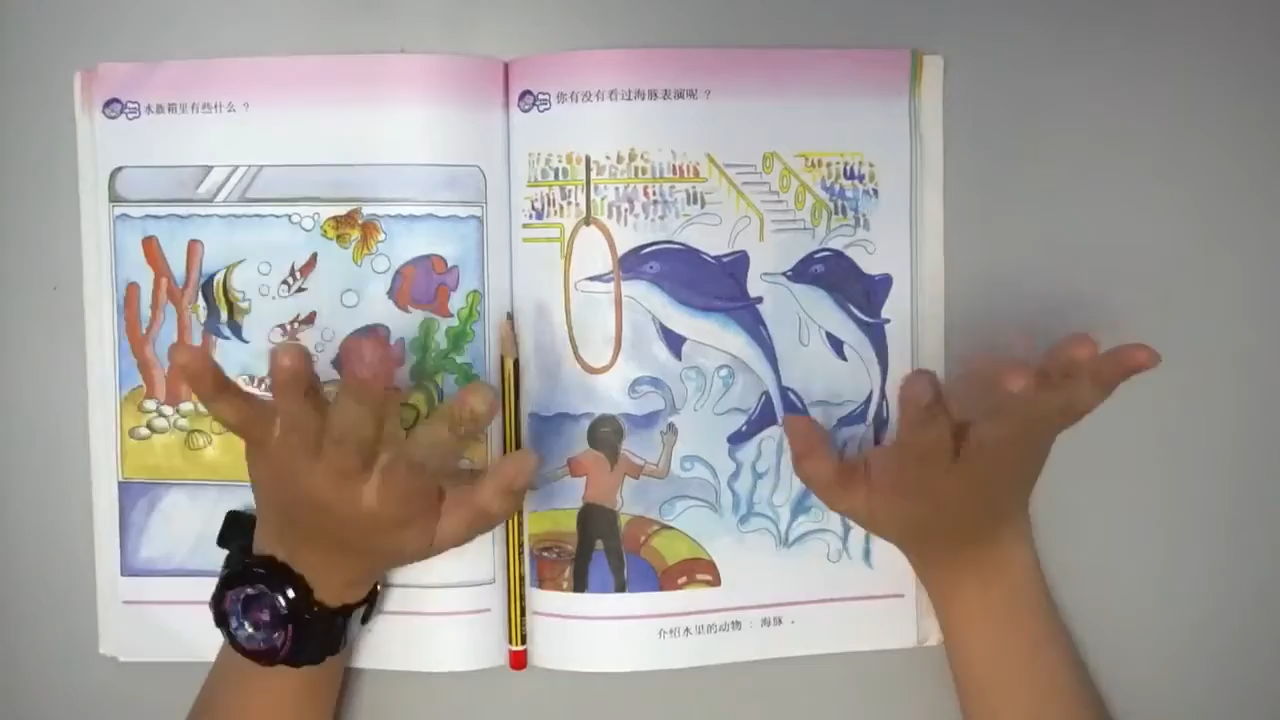 水族箱里有些什么 ?
你有没有看过海豚表演呢 ?
介绍水里的动物 : 海豚 .